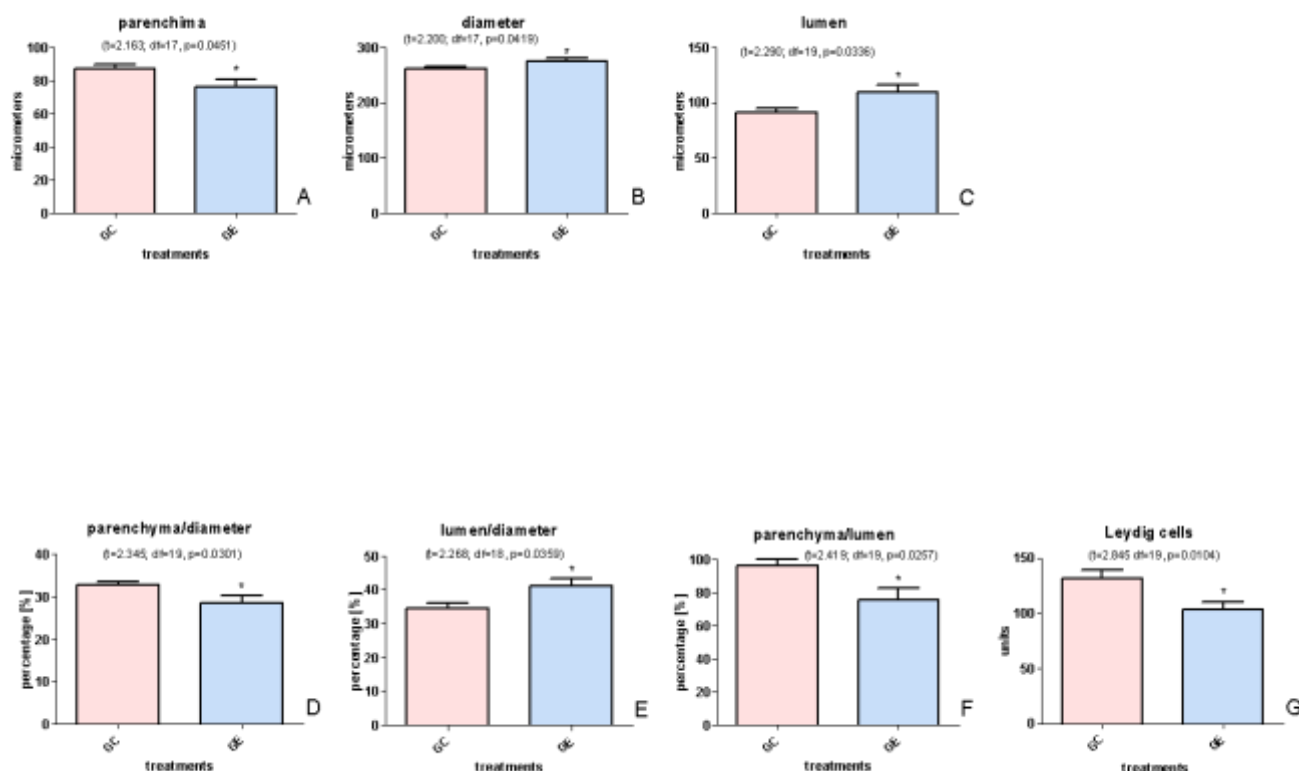 parenchima
(t=2.163; df=17, p=0.0451)
100
80
60
40
20
0
micrometers
GC
GE
treatments
A
diameter
(t=2.200; df=17, p=0.0419)
300
200
100
0
micrometers
*
GC
GE
treatments
B
lumen
(t=2.290; df=19, p=0.0336)
150
100
50
0
micrometers
*
GC
GE
treatments
C
parenchyma/diameter
(t=2.345; df=19, p=0.0301)
40
30
20
10
0
percentage [%]
*
GC
GE
treatments
D
lumen/diameter
(t=2.268; df=18, p=0.0359)
50
40
30
20
10
0
percentage [%]
*
GC
GE
treatments
E
parenchyma/lumen
(t=2.419; df=19, p=0.0257)
100
80
60
40
20
0
percentage [%]
*
GC
GE
treatments
F
Leydig cells
(t=2.845 df=19, p=0.0104)
150
100
50
0
units
*
GC
GE
treatments
G